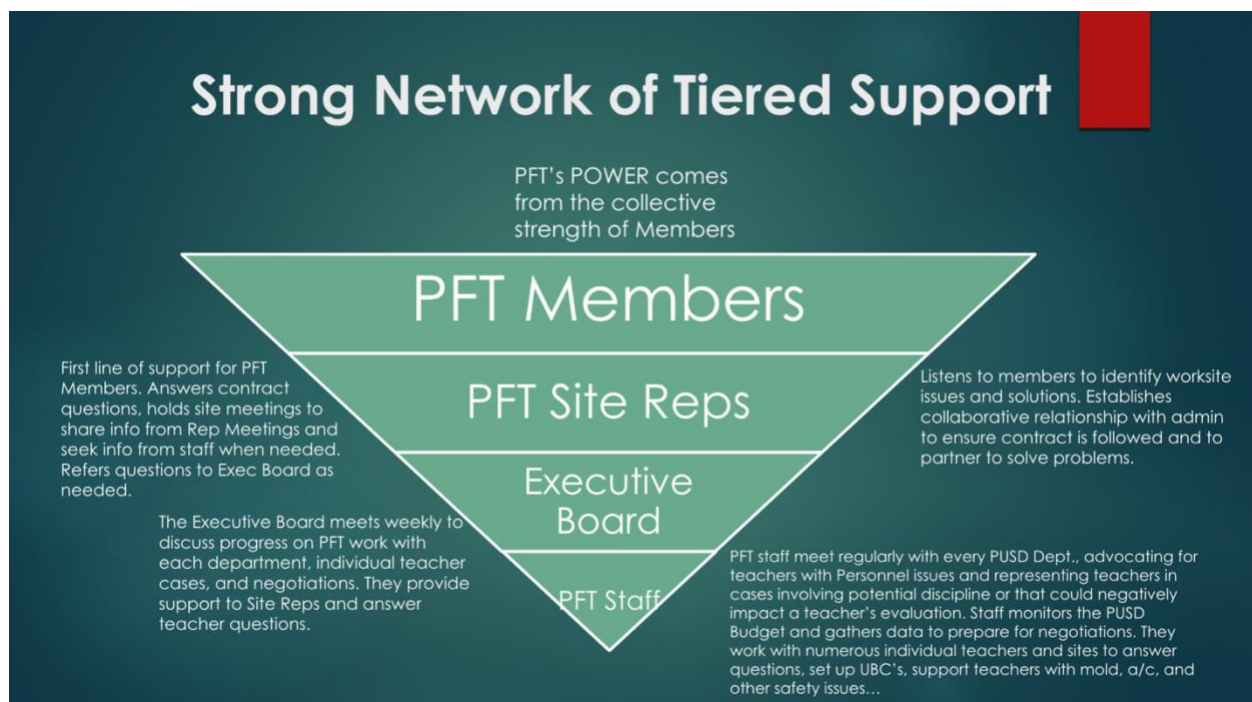 Strong Network of Tiered Support
PFT's POWER comes
from the collective
strength of Members
PFT Members
First line of support for PFT
Members. Answers contract
questions, holds site meetings to
share info from Rep Meetings and
seek info from staff when needed.
Refers questions to Exec Board as
needed.
PFT Site Reps
Listens to members to identify worksite
issues and solutions. Establishes
collaborative relationship with admin
to ensure contract is followed and to
partner to solve problems.
Executive
Board
The Executive Board meets weekly to
discuss progress on PFT work with
each department, individual teacher
cases, and negotiations. They provide
support to Site Reps and answer
teacher questions.
PFT Staff
PFT staff meet regularly with every PUSD Dept., advocating for
teachers with Personnel issues and representing teachers in
cases involving potential discipline or that could negatively
impact a teacher's evaluation. Staff monitors the PUSD
Budget and gathers data to prepare for negotiations. They
work with numerous individual teachers and sites to answer
questions, set up UBC's, support teachers with mold, a/c, and
other safety issues…